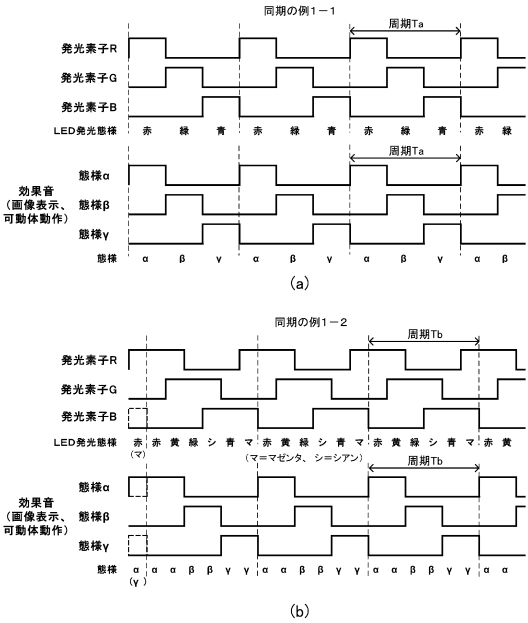 同期の例1-1
周期Ta
発光素子R
発光素子G
発光素子B
LED発光態様 赤 緑 青 赤 緑 青 赤 緑 青 赤 緑
周期Ta
効果音
(画像表示、
可動体動作)
態様α
態様β
態様γ
態様 α β γ α β γ α β γ α β
(a)
同期の例1-2
周期Tb
発光素子R
発光素子G
発光素子B
LED発光態様 赤 黄 緑 シ 青 マ 赤 黄 緑 シ 青 マ 赤 黄 緑 シ 青 マ 赤 黄
(マ)
(マ=マゼンタ、シ=シアン)
周期Tb
効果音
(画像表示、
可動体動作)
態様α
態様β
態様γ
態様 α α α β β γ γ α α β β γ γ α α β β γ γ α α
(γ)
(b)